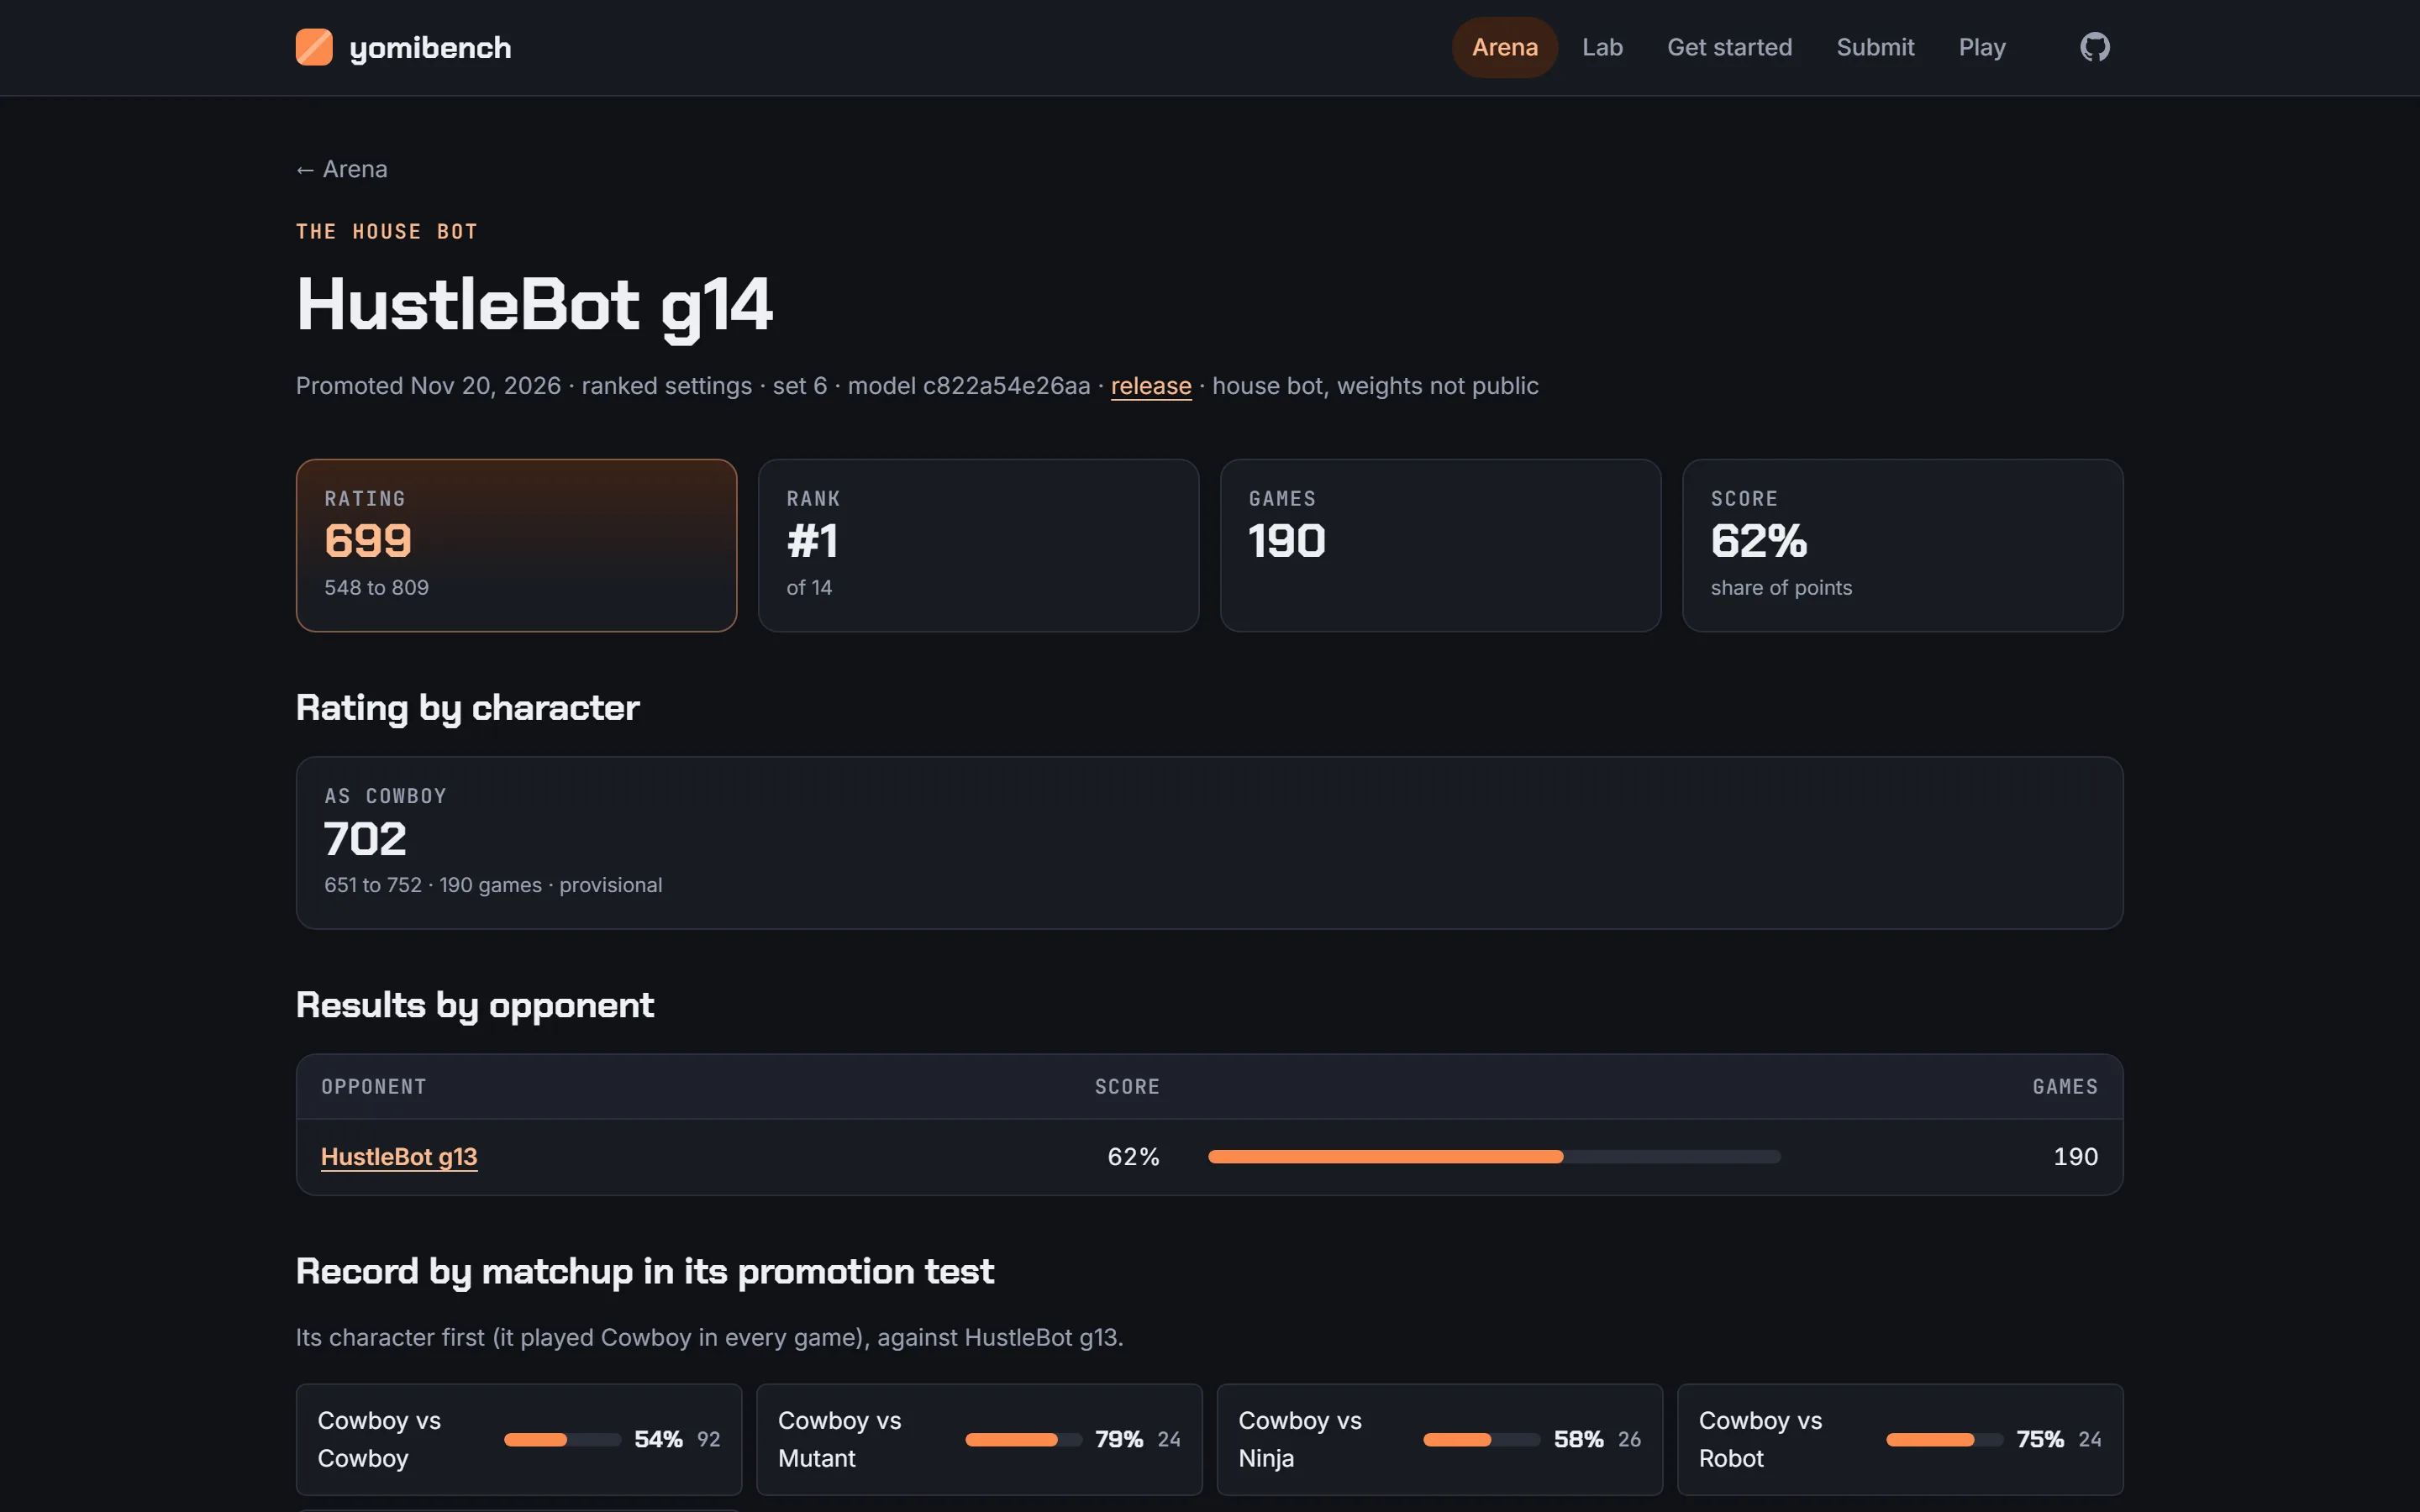 yomibench
Arena
Lab
Get started
Submit
Play
← Arena
THE HOUSE BOT
HustleBot g14
Promoted Nov 20, 2026 · ranked settings · set 6 · model c822a54e26aa · release · house bot, weights not public
RATING
699
548 to 809
RANK
#1
of 14
GAMES
190
SCORE
62%
share of points
Rating by character
AS COWBOY
702
651 to 752 · 190 games · provisional
Results by opponent
OPPONENT SCORE GAMES
HustleBot g13 62% 190
Record by matchup in its promotion test
Its character first (it played Cowboy in every game), against HustleBot g13.
Cowboy vs
Cowboy
54% 92
Cowboy vs
Mutant
79% 24
Cowboy vs
Ninja
58% 26
Cowboy vs
Robot
75% 24